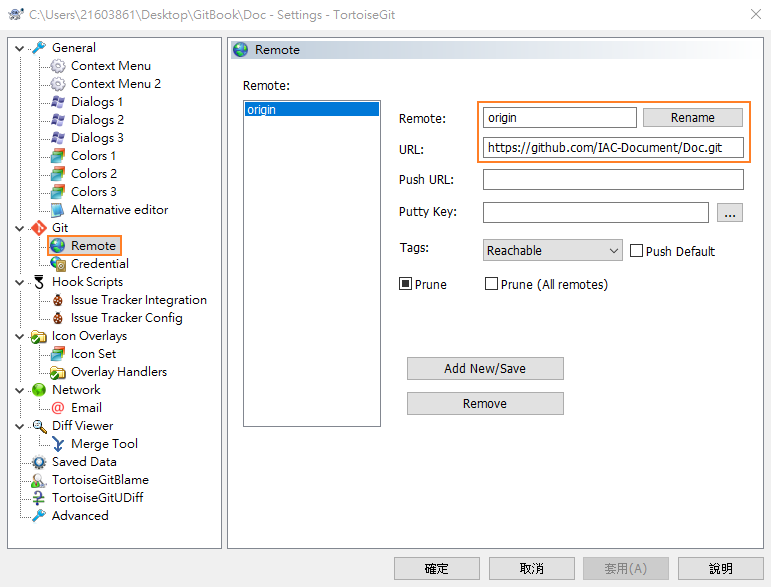 C:\Users\21603861\Desktop\GitBook\Doc - Settings - TortoiseGit
General
Context Menu
Context Menu 2
Dialogs 1
Dialogs 2
Dialogs 3
Colors 1
Colors 2
Colors 3
Alternative editor
Git
Remote
Credential
Hook Scripts
Issue Tracker Integration
Issue Tracker Config
Icon Overlays
Icon Set
Overlay Handlers
Network
Email
Diff Viewer
Merge Tool
Saved Data
TortoiseGitBlame
TortoiseGitUDiff
Advanced
Remote
Remote:
origin
Remote: origin Rename
URL: https://github.com/IAC-Document/Doc.git
Push URL:
Putty Key: ...
Tags: Reachable Push Default
Prune Prune (All remotes)
Add New/Save
Remove
確定 取消 套用(A) 說明